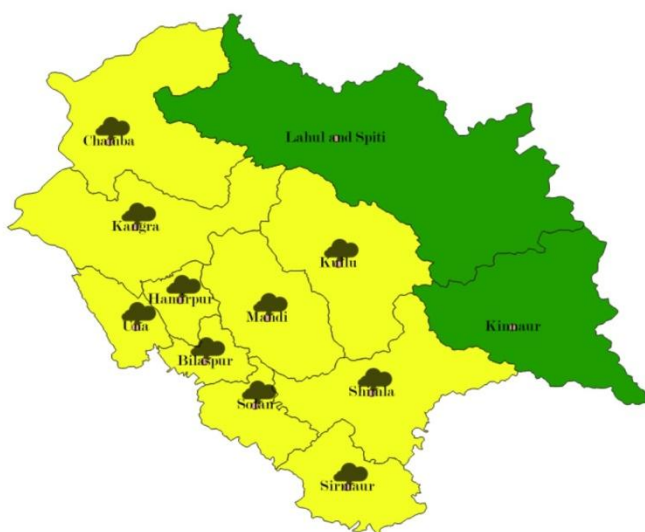 Lahul and Spiti
Chamba
Kangra
Kullu
Hamirpur
Una
Mandi
Kinnaur
Bilaspur
Shimla
Solan
Sirmaur